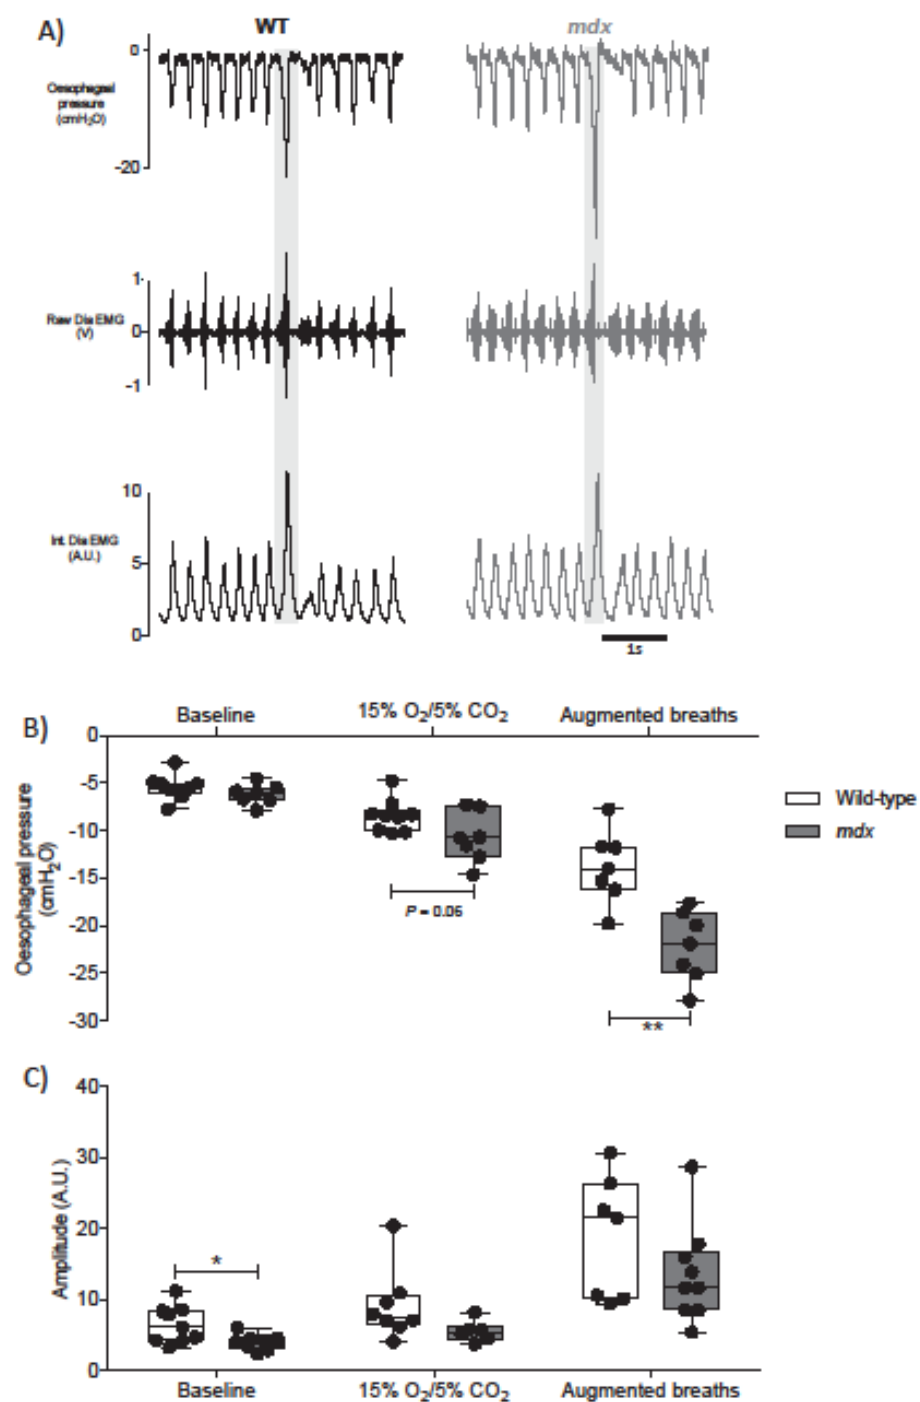 A)
WT
mdx
0
Oesophageal
pressure
(cmH₂O)
-20
1
Raw Dia EMG
(V)
0
-1
10
Int. Dia EMG
(A.U.)
5
0
1s
B)
Baseline
15% O₂/5% CO₂
Augmented breaths
0
-5
-10
-15
-20
-25
-30
Oesophageal pressure
(cmH₂O)
Wild-type
mdx
P = 0.06
**
C)
40
30
20
10
0
Amplitude (A.U.)
*
Baseline
15% O₂/5% CO₂
Augmented breaths